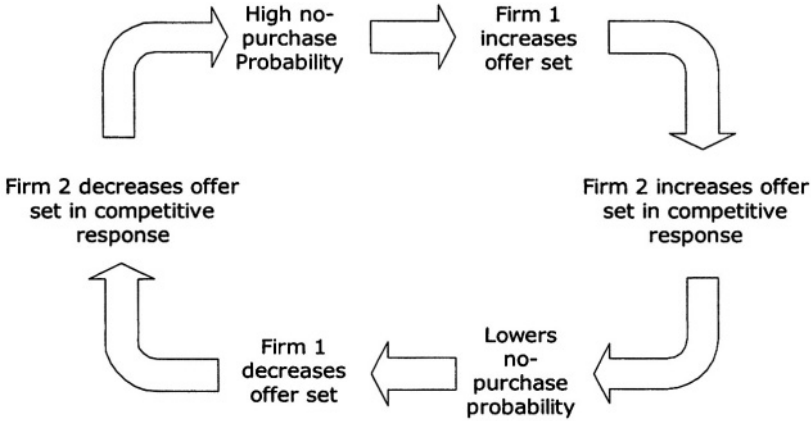 High no-
purchase
Probability
Firm 1
increases
offer set
Firm 2 increases offer
set in competitive
response
Lowers
no-
purchase
probability
Firm 1
decreases
offer set
Firm 2 decreases offer
set in competitive
response